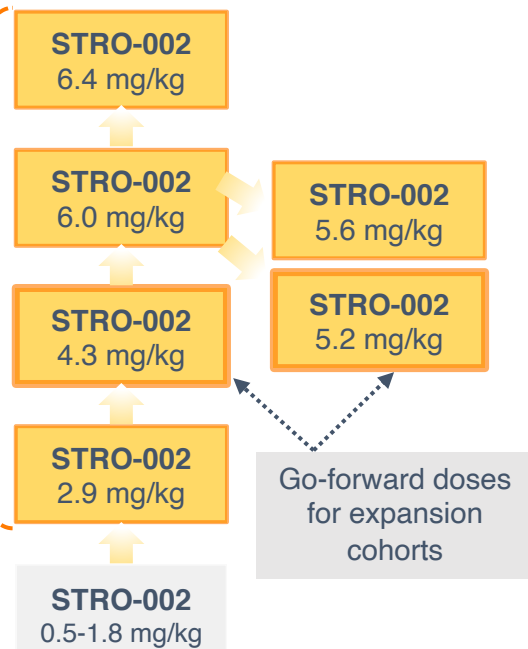 STRO-002
6.4 mg/kg
STRO-002
6.0 mg/kg
STRO-002
5.6 mg/kg
STRO-002
4.3 mg/kg
STRO-002
5.2 mg/kg
STRO-002
2.9 mg/kg
Go-forward doses
for expansion
cohorts
STRO-002
0.5-1.8 mg/kg